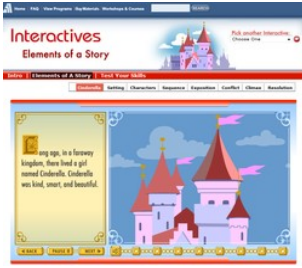 Home FAQ View Programs Buy Materials Workshops & Courses
Interactives
Elements of a Story
Pick another Interactive:
Choose One
Intro | Elements of A Story | Test Your Skills
Cinderella Setting Characters Sequence Exposition Conflict Climax Resolution
Long ago, in a faraway
kingdom, there lived a girl
named Cinderella. Cinderella
was kind, smart, and beautiful.
BACK PAUSE NEXT